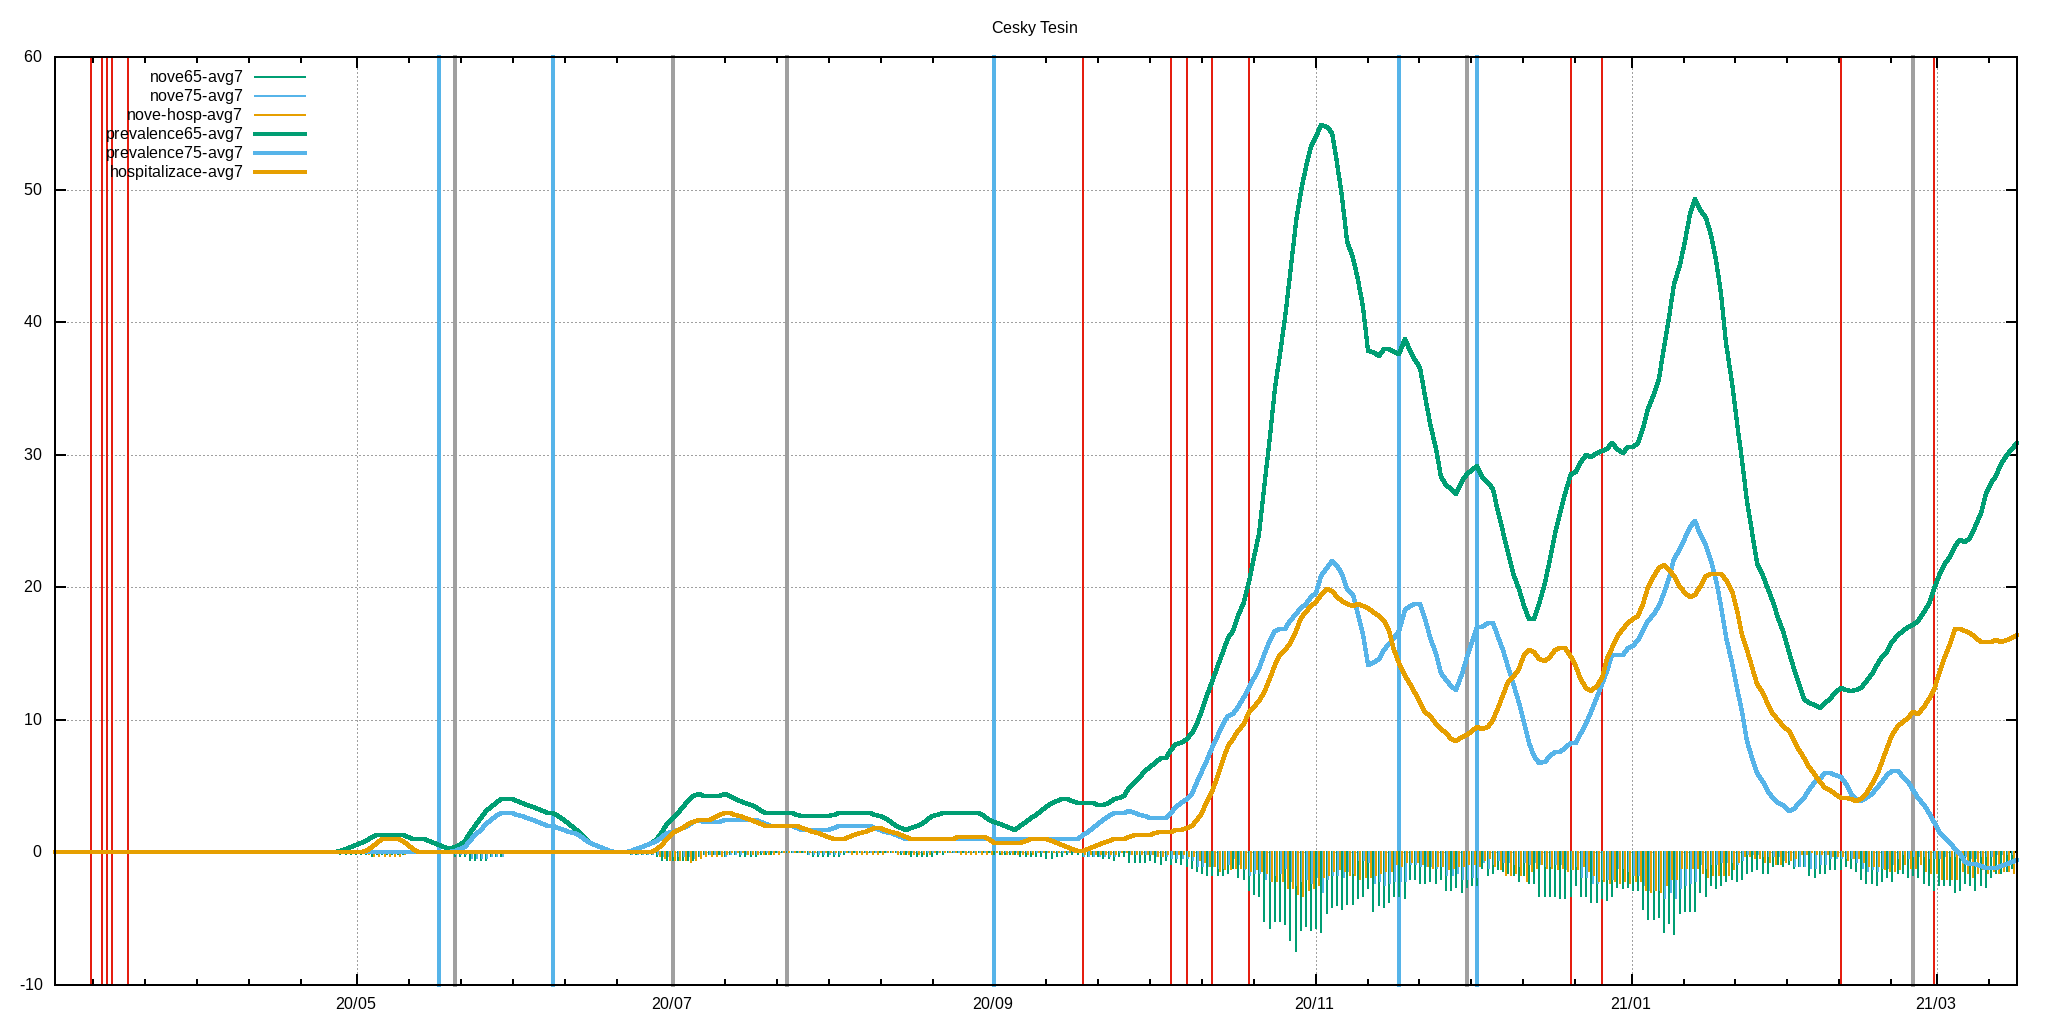 Cesky Tesin
60
50
40
30
20
10
0
-10
nove65-avg7
nove75-avg7
nove-hosp-avg7
prevalence65-avg7
prevalence75-avg7
hospitalizace-avg7
20/05
20/07
20/09
20/11
21/01
21/03